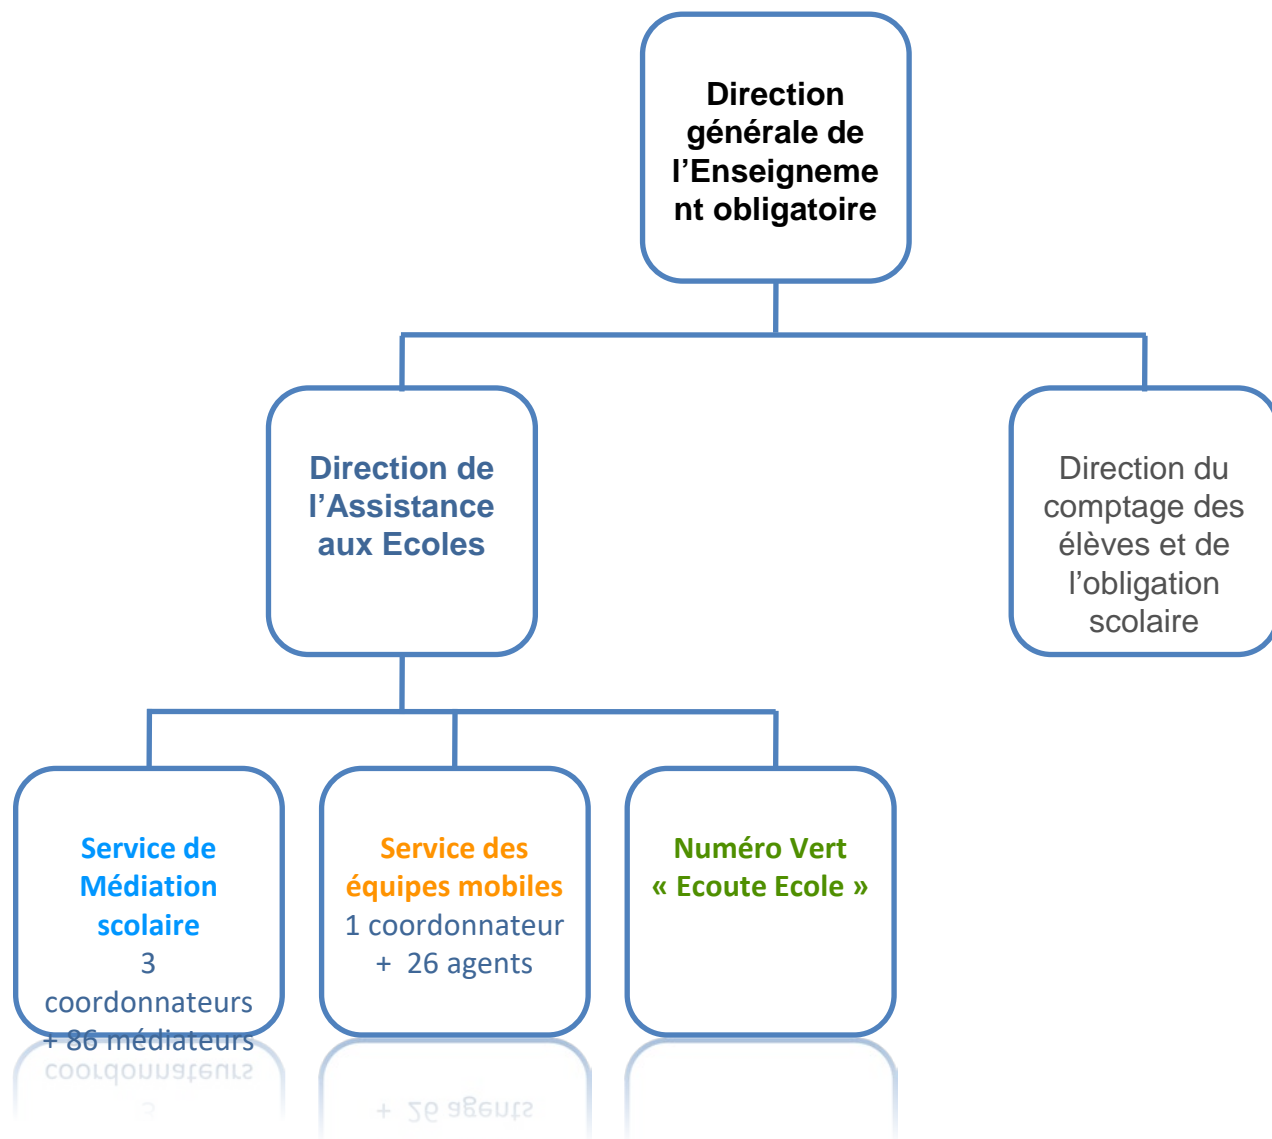 Direction
générale de
l’Enseigneme
nt obligatoire
Direction de
l’Assistance
aux Ecoles
Direction du
comptage des
élèves et de
l’obligation
scolaire
Service de
Médiation
scolaire
3
coordonnateurs
+ 86 médiateurs
Service des
équipes mobiles
1 coordonnateur
+ 26 agents
Numéro Vert
« Ecoute Ecole »